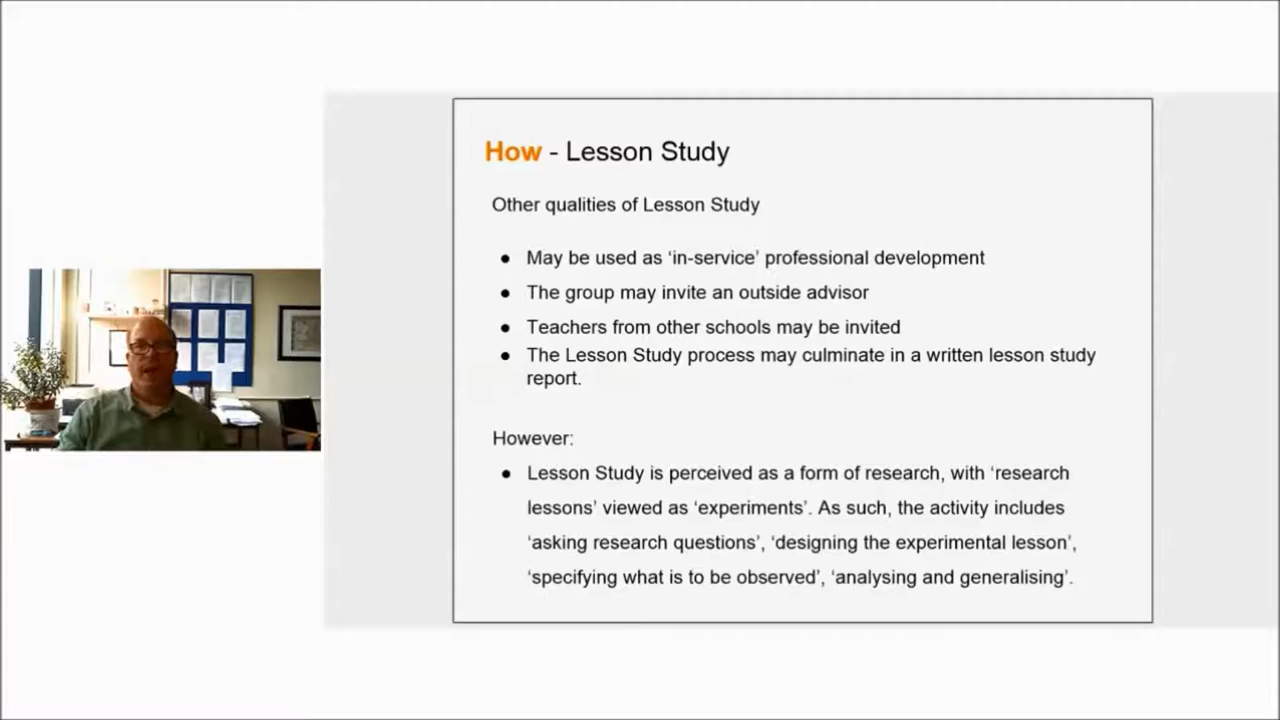 How - Lesson Study
Other qualities of Lesson Study
● May be used as ‘in-service’ professional development
● The group may invite an outside advisor
● Teachers from other schools may be invited
● The Lesson Study process may culminate in a written lesson study
report.
However:
● Lesson Study is perceived as a form of research, with ‘research
lessons’ viewed as ‘experiments’. As such, the activity includes
‘asking research questions’, ‘designing the experimental lesson’,
‘specifying what is to be observed’, ‘analysing and generalising’.